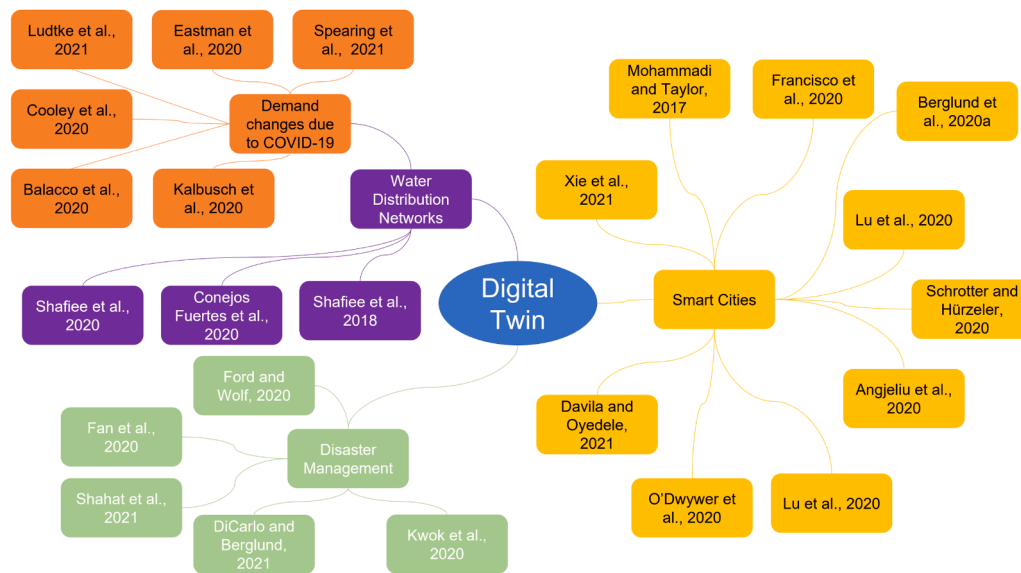 Ludtke et al.,
2021
Eastman et
al., 2020
Spearing et
al.,  2021
Cooley et al.,
2020
Demand
changes due
to COVID-19
Balacco et al.,
2020
Kalbusch et
al., 2020
Water
Distribution
Networks
Shafiee et al.,
2020
Conejos
Fuertes et al.,
2020
Shafiee et al.,
2018
Digital
Twin
Ford and
Wolf, 2020
Fan et al.,
2020
Disaster
Management
Shahat et al.,
2021
DiCarlo and
Berglund,
2021
Kwok et al.,
2020
Mohammadi
and Taylor,
2017
Francisco et
al., 2020
Berglund et
al., 2020a
Xie et al.,
2021
Lu et al., 2020
Smart Cities
Schrotter and
Hürzeler,
2020
Angjeliu et al.,
2020
Davila and
Oyedele,
2021
O'Dwywer et
al., 2020
Lu et al., 2020